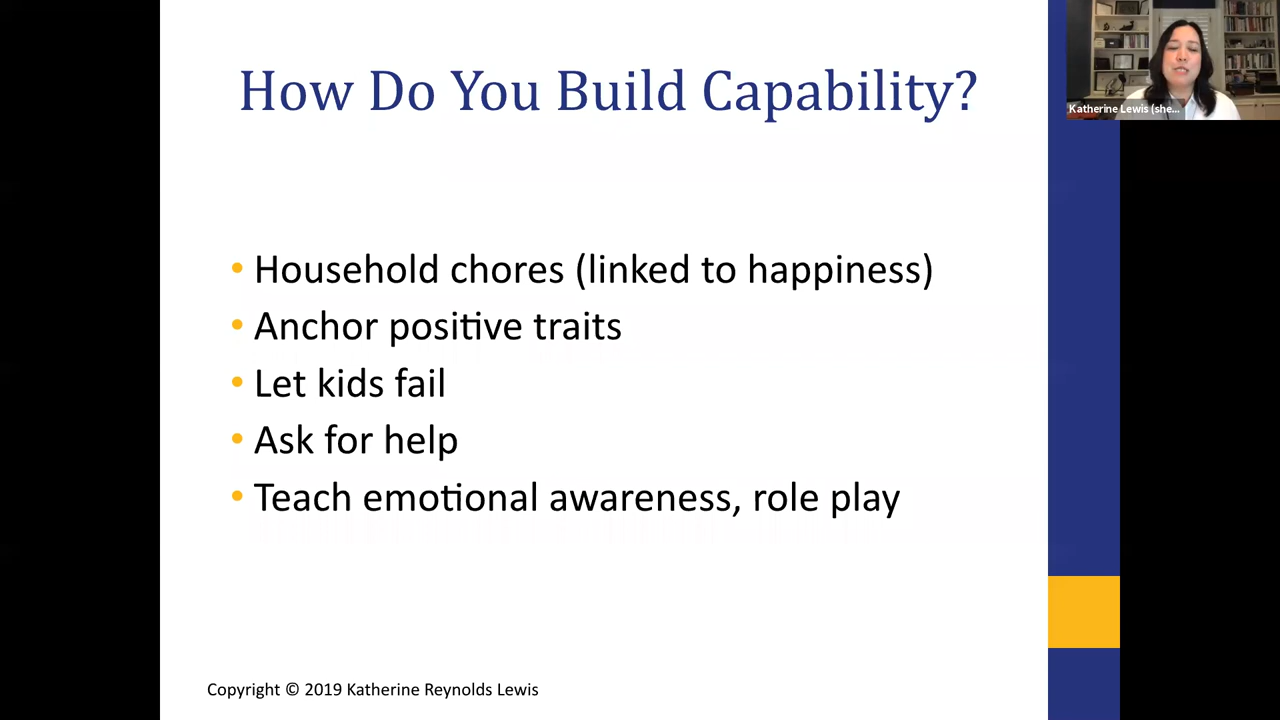 How Do You Build Capability?
Katherine Lewis (she...
• Household chores (linked to happiness)
• Anchor positive traits
• Let kids fail
• Ask for help
• Teach emotional awareness, role play
Copyright © 2019 Katherine Reynolds Lewis